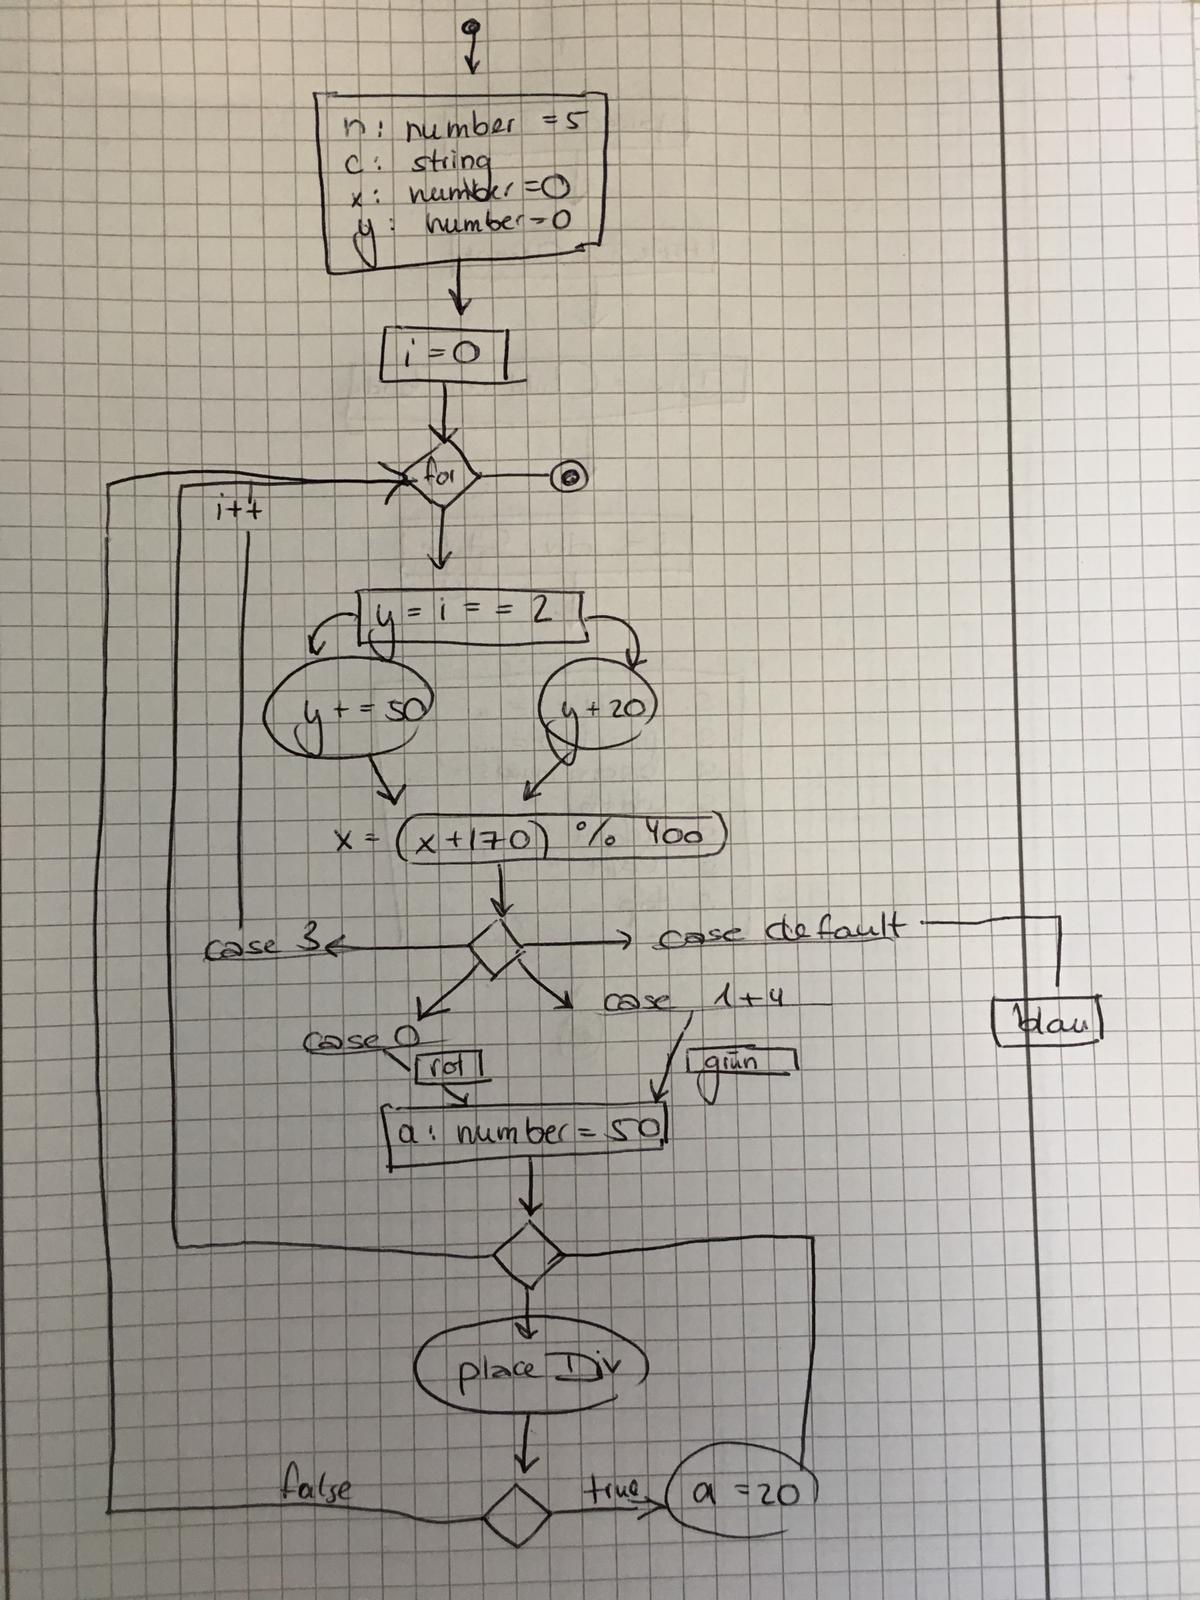 n: number = 5
c: string
x: number = 0
y: number = 0
i = 0
for
i++
y = i = = 2
y + = 50
y + 20
x = (x + 170) % 400
case 3
case default
case 1 + 4
case 0
blau
rot
grün
a: number = 50
place Div
false
true
a = 20